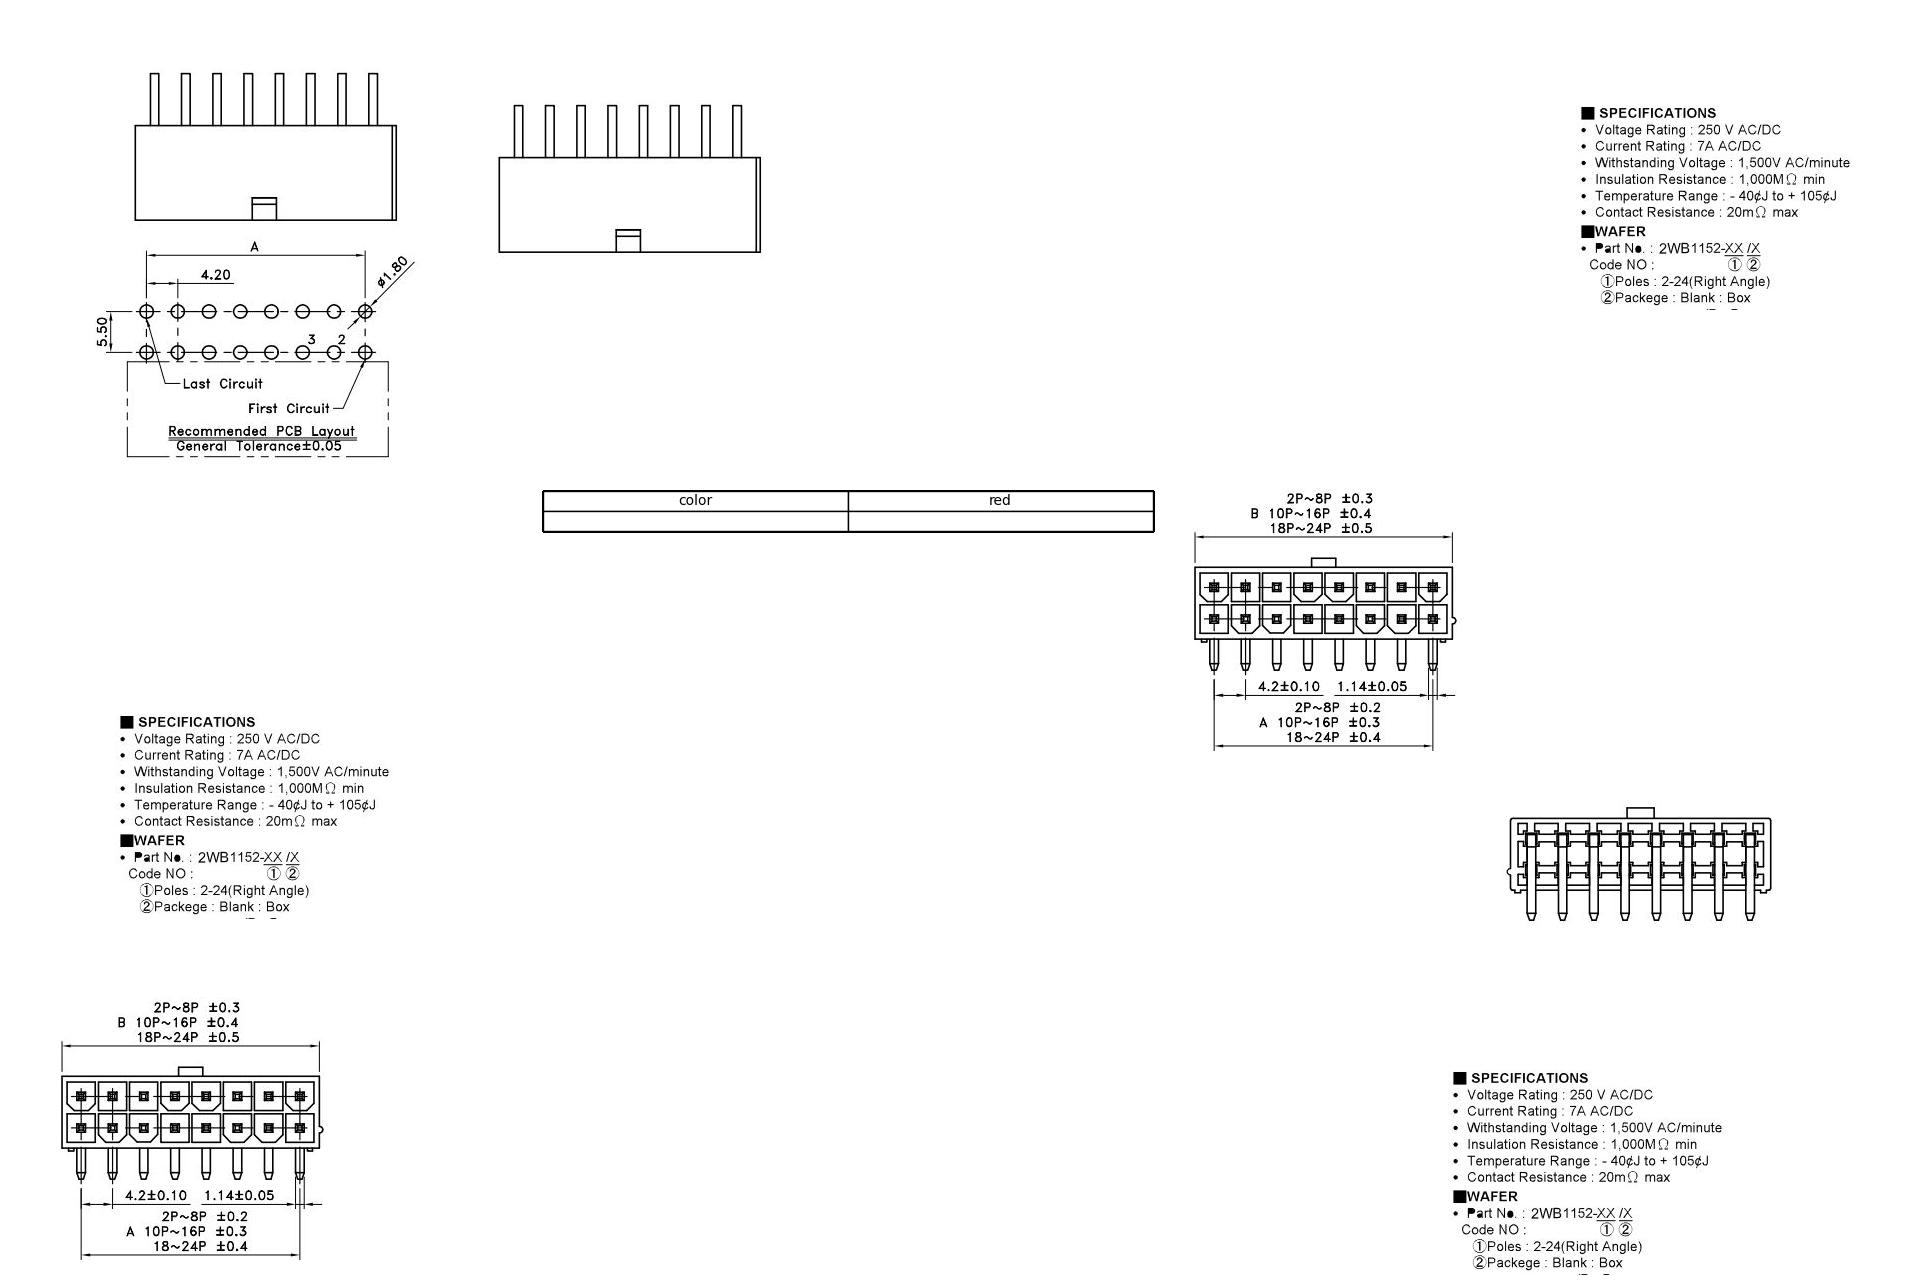 ■ SPECIFICATIONS
• Voltage Rating : 250 V AC/DC
• Current Rating : 7A AC/DC
• Withstanding Voltage : 1,500V AC/minute
• Insulation Resistance : 1,000MΩ min
• Temperature Range : - 40¢J to + 105¢J
• Contact Resistance : 20mΩ max
■WAFER
• Part No. : 2WB1152-XX /X
Code NO : ① ②
①Poles : 2-24(Right Angle)
②Packege : Blank : Box
A
4.20
ø1.80
5.50
3 2
Last Circuit
First Circuit
Recommended PCB Layout
General Tolerance±0.05
color red
2P~8P ±0.3
B 10P~16P ±0.4
18P~24P ±0.5
4.2±0.10 1.14±0.05
2P~8P ±0.2
A 10P~16P ±0.3
18~24P ±0.4
■ SPECIFICATIONS
• Voltage Rating : 250 V AC/DC
• Current Rating : 7A AC/DC
• Withstanding Voltage : 1,500V AC/minute
• Insulation Resistance : 1,000MΩ min
• Temperature Range : - 40¢J to + 105¢J
• Contact Resistance : 20mΩ max
■WAFER
• Part No. : 2WB1152-XX /X
Code NO : ① ②
①Poles : 2-24(Right Angle)
②Packege : Blank : Box
2P~8P ±0.3
B 10P~16P ±0.4
18P~24P ±0.5
4.2±0.10 1.14±0.05
2P~8P ±0.2
A 10P~16P ±0.3
18~24P ±0.4
■ SPECIFICATIONS
• Voltage Rating : 250 V AC/DC
• Current Rating : 7A AC/DC
• Withstanding Voltage : 1,500V AC/minute
• Insulation Resistance : 1,000MΩ min
• Temperature Range : - 40¢J to + 105¢J
• Contact Resistance : 20mΩ max
■WAFER
• Part No. : 2WB1152-XX /X
Code NO : ① ②
①Poles : 2-24(Right Angle)
②Packege : Blank : Box